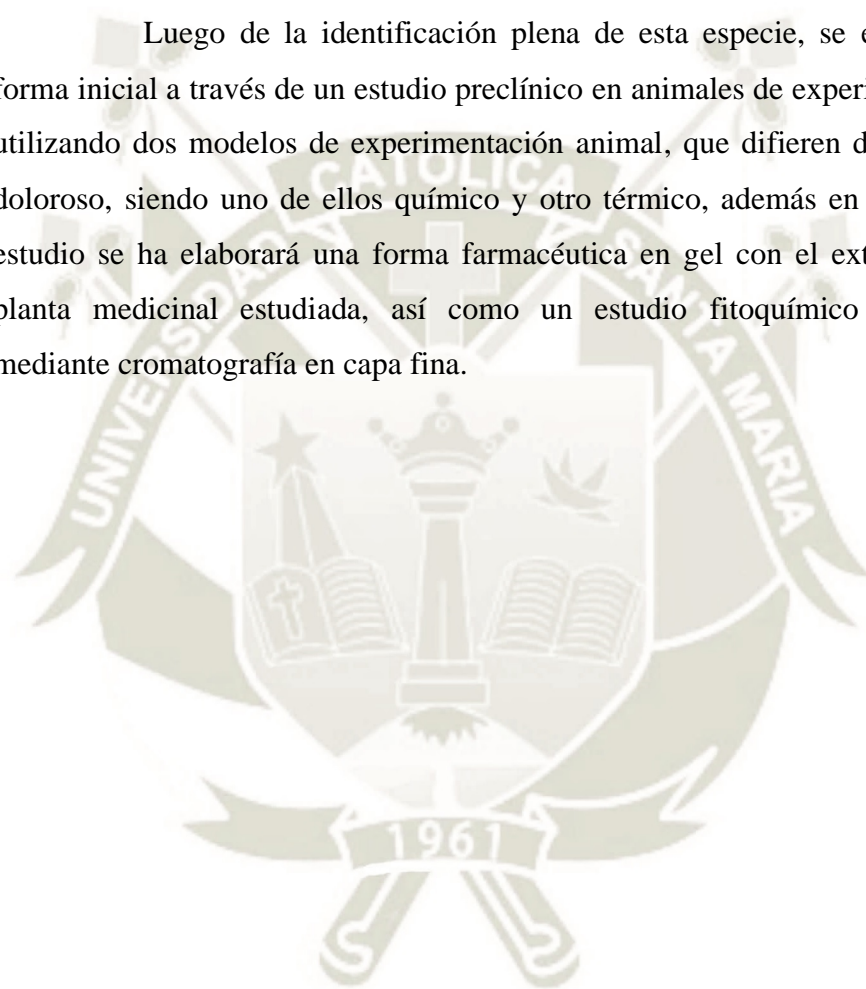 Luego de la identificación plena de esta especie, se
forma inicial a través de un estudio preclínico en animales de
utilizando dos modelos de experimentación animal, que difieren
doloroso, siendo uno de ellos químico y otro térmico, además en
estudio se ha elaborará una forma farmacéutica en gel con el
planta medicinal estudiada, así como un estudio fitoquímico
mediante cromatografía en capa fina.
UNIVERSIDAD CATOLICA SANTA MARIA
1961